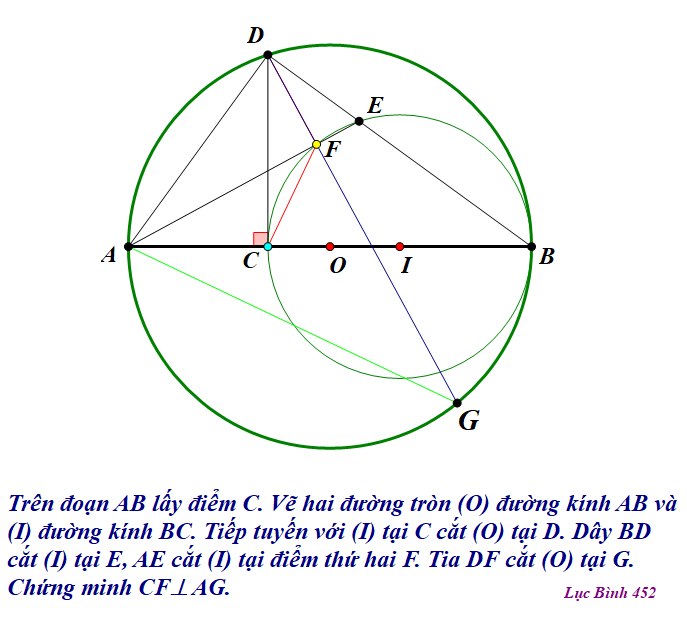 D
E
F
A
C
O
I
B
G
Trên đoạn AB lấy điểm C. Vẽ hai đường tròn (O) đường kính AB và
(I) đường kính BC. Tiếp tuyến với (I) tại C cắt (O) tại D. Dây BD
cắt (I) tại E, AE cắt (I) tại điểm thứ hai F. Tia DF cắt (O) tại G.
Chứng minh CF⊥AG.
Lục Bình 452